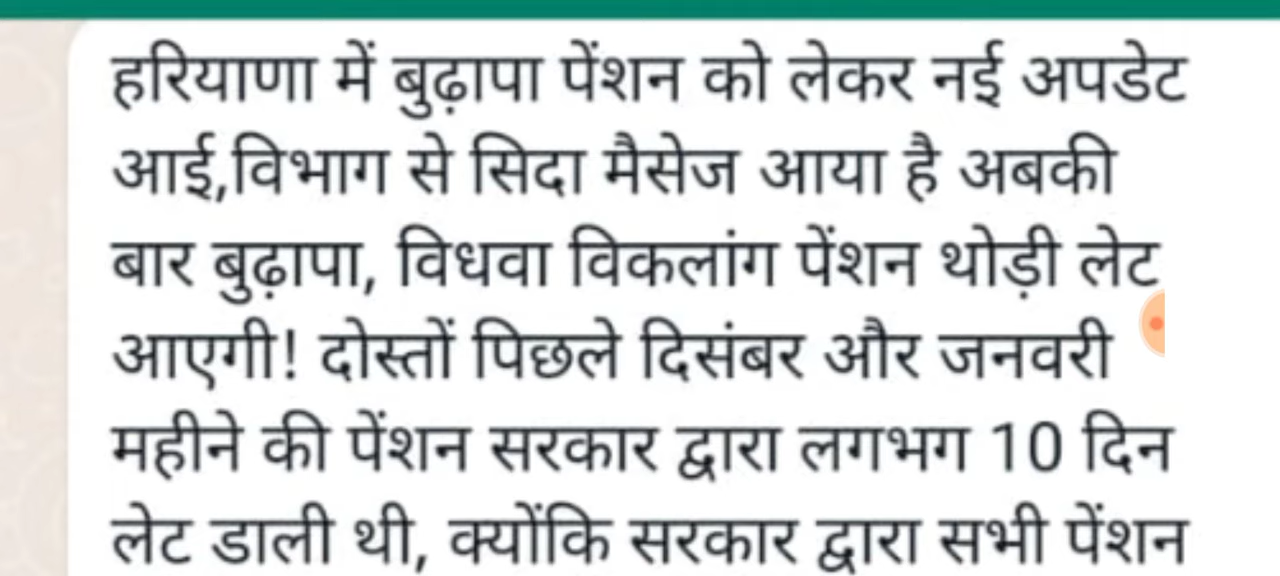 हरियाणा में बुढ़ापा पेंशन को लेकर नई अपडेट
आई,विभाग से सिदा मैसेज आया है अबकी
बार बुढ़ापा, विधवा विकलांग पेंशन थोड़ी लेट
आएगी! दोस्तों पिछले दिसंबर और जनवरी
महीने की पेंशन सरकार द्वारा लगभग 10 दिन
लेट डाली थी, क्योंकि सरकार द्वारा सभी पेंशन